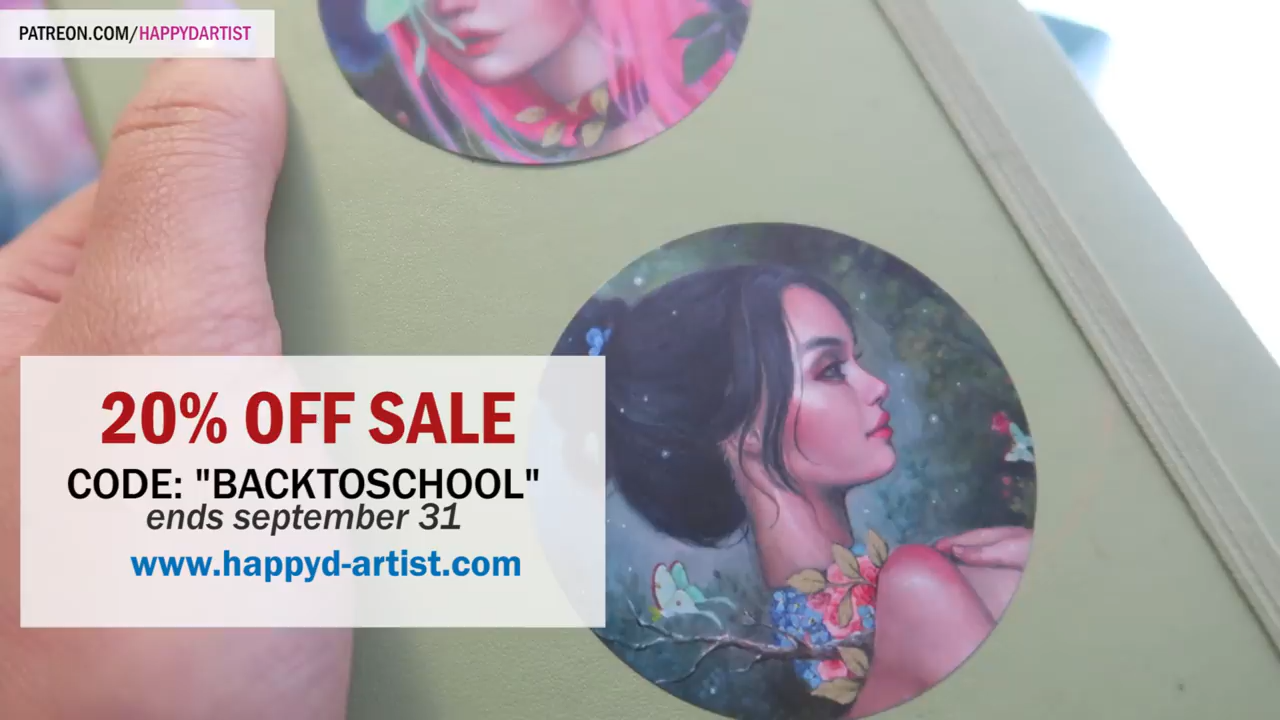 PATREON.COM/HAPPYDARTIST
20% OFF SALE
CODE: "BACKTOSCHOOL"
ends september 31
www.happyd-artist.com